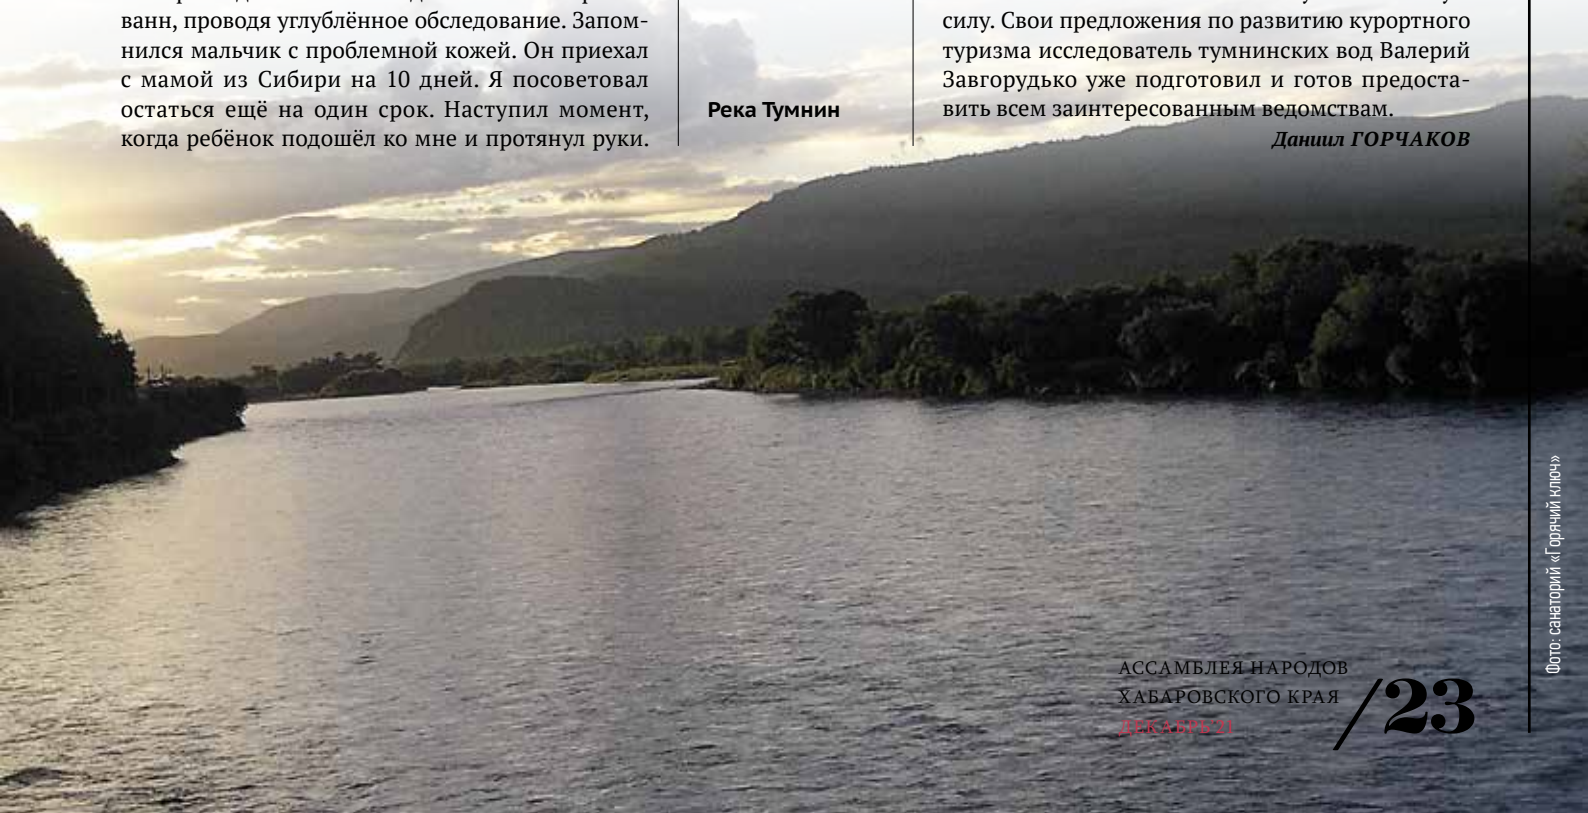 ванн, проводя углублённое обследование. Запом-
нился мальчик с проблемной кожей. Он приехал
с мамой из Сибири на 10 дней. Я посоветовал
остаться ещё на один срок. Наступил момент,
когда ребёнок подошёл ко мне и протянул руки.
Река Тумнин
силу. Свои предложения по развитию курортного
туризма исследователь тумнинских вод Валерий
Завгорудько уже подготовил и готов предоста-
вить всем заинтересованным ведомствам.
Даниил ГОРЧАКОВ
Фото: санаторий «Горячий ключ»
АССАМБЛЕЯ НАРОДОВ
ХАБАРОВСКОГО КРАЯ
ДЕКАБРЬ'21
/23